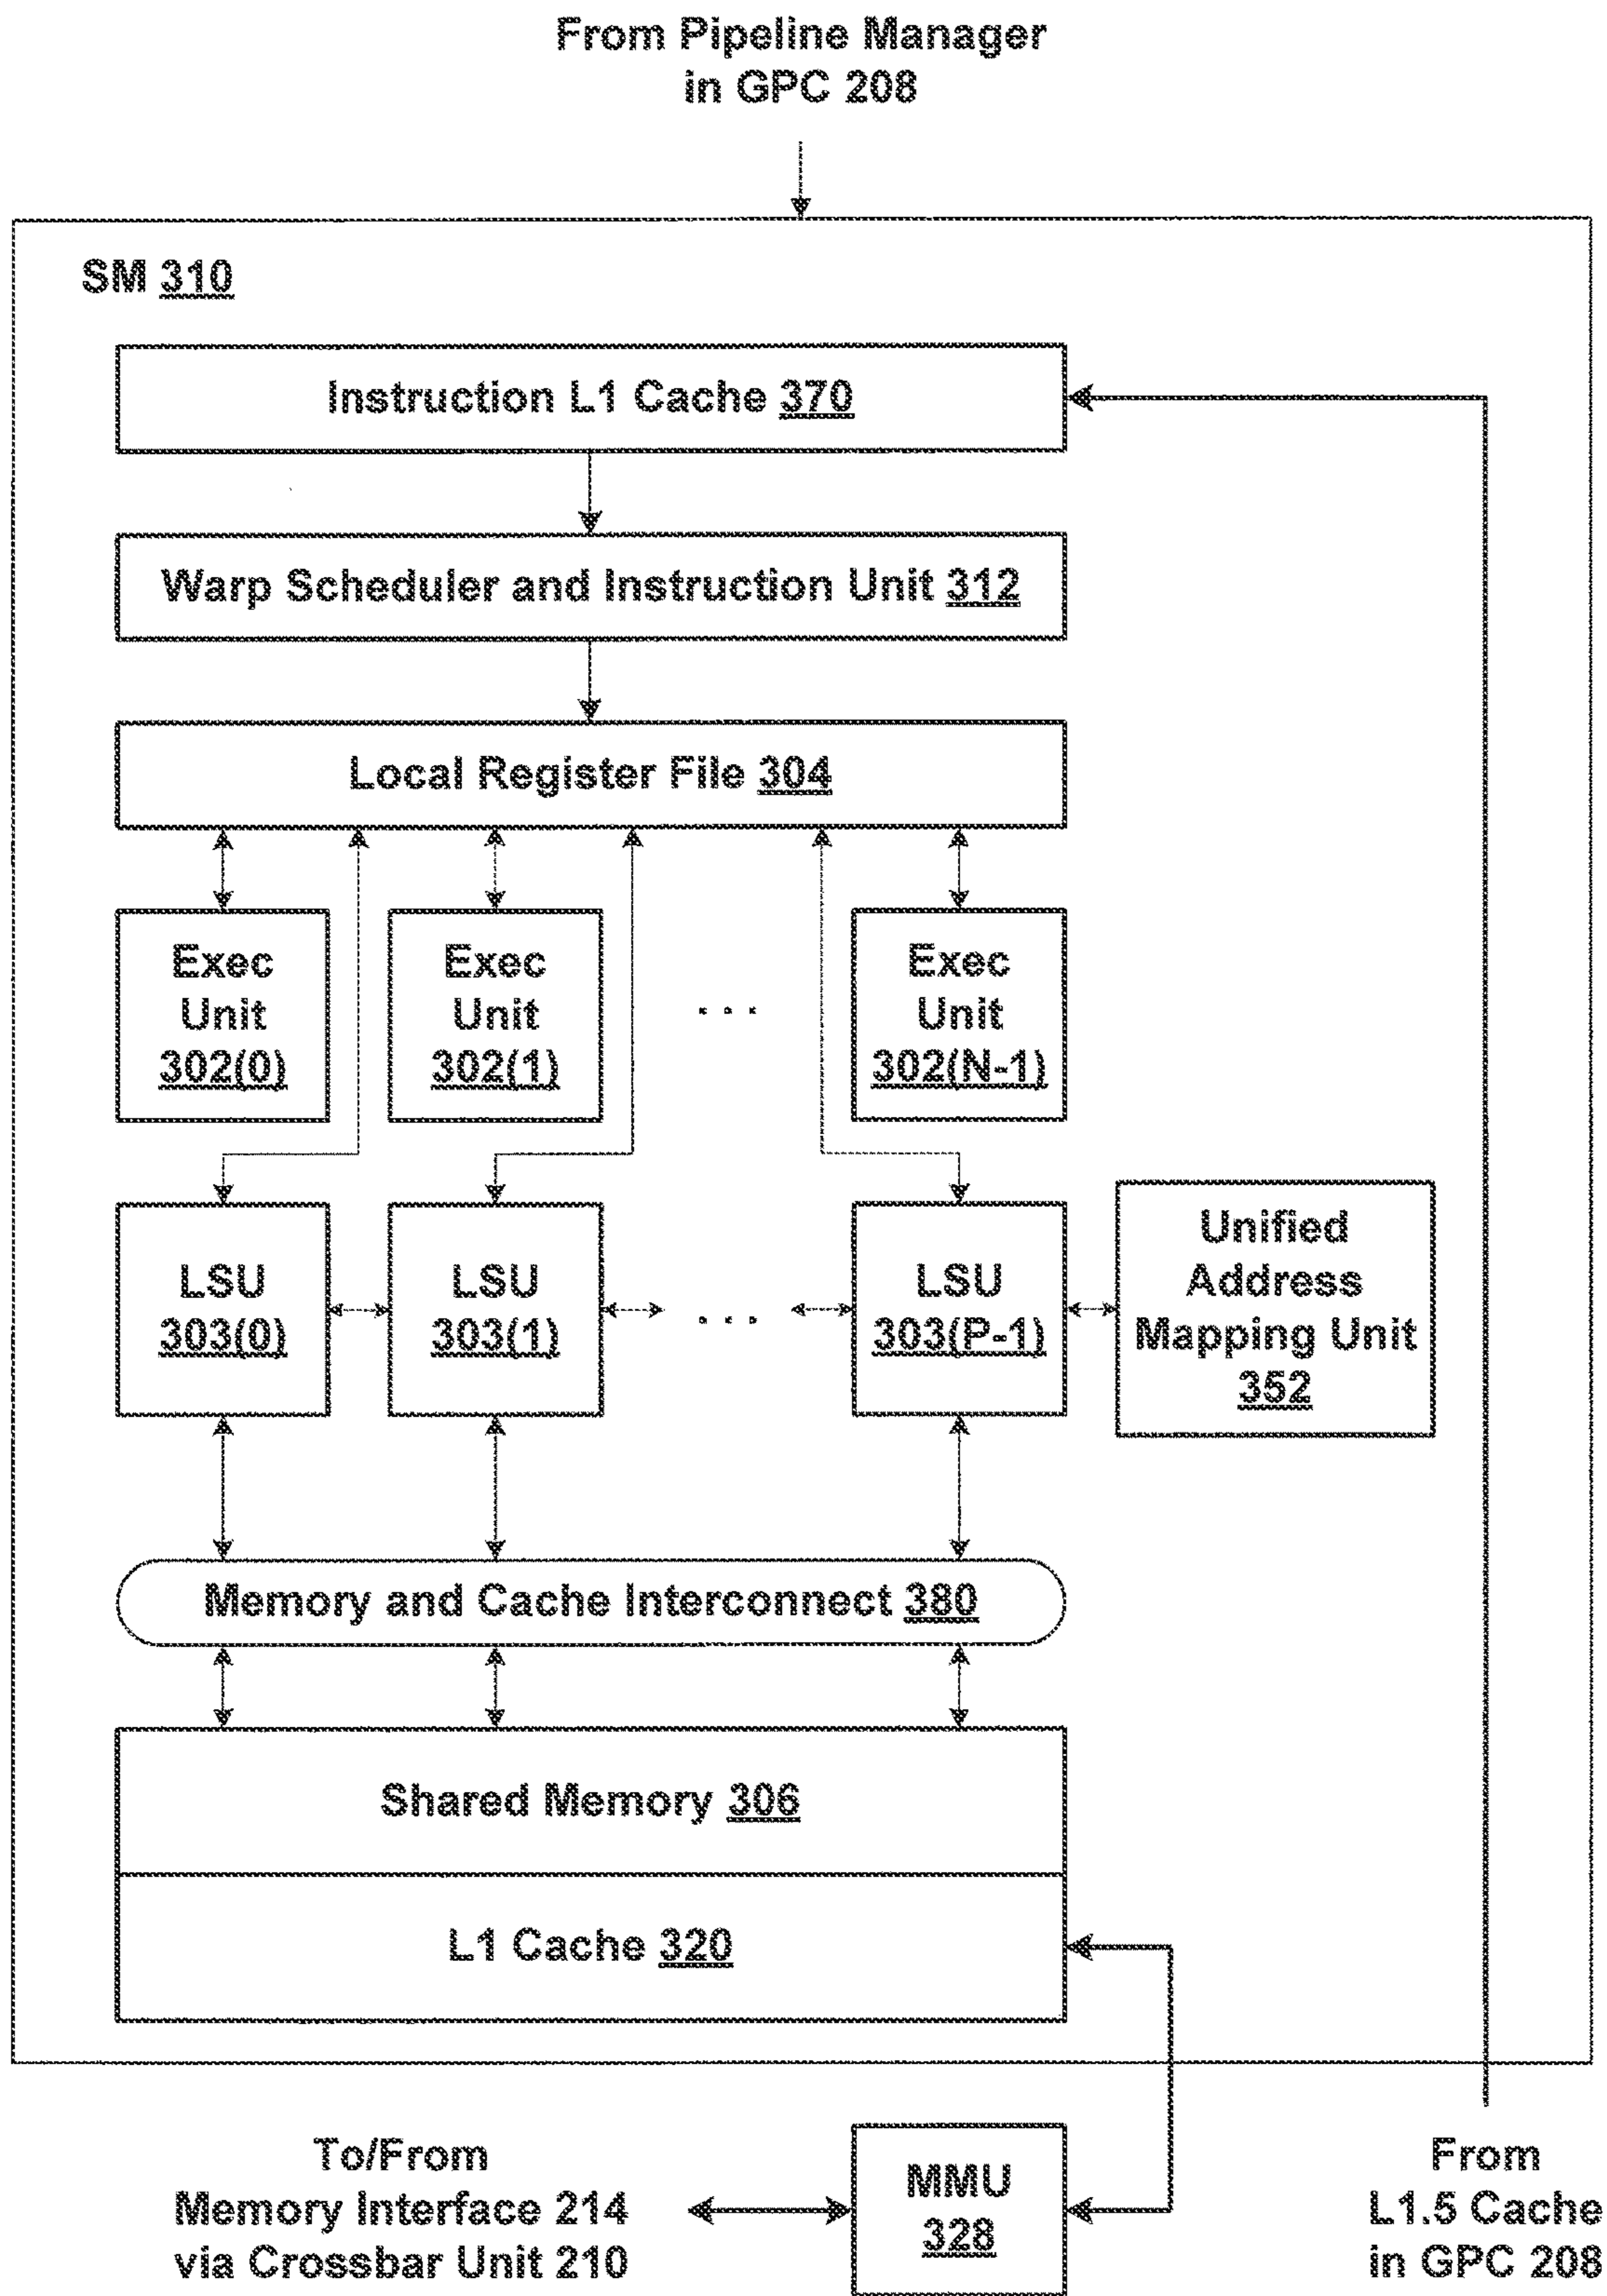 From Pipeline Manager
in GPC 208
SM 310
Instruction L1 Cache 370
Warp Scheduler and Instruction Unit 312
Local Register File 304
Exec
Unit
302(0)
Exec
Unit
302(1)
. . .
Exec
Unit
302(N-1)
LSU
303(0)
LSU
303(1)
. . .
LSU
303(P-1)
Unified
Address
Mapping Unit
352
Memory and Cache Interconnect 380
Shared Memory 306
L1 Cache 320
To/From
Memory Interface 214
via Crossbar Unit 210
MMU
328
From
L1.5 Cache
in GPC 208